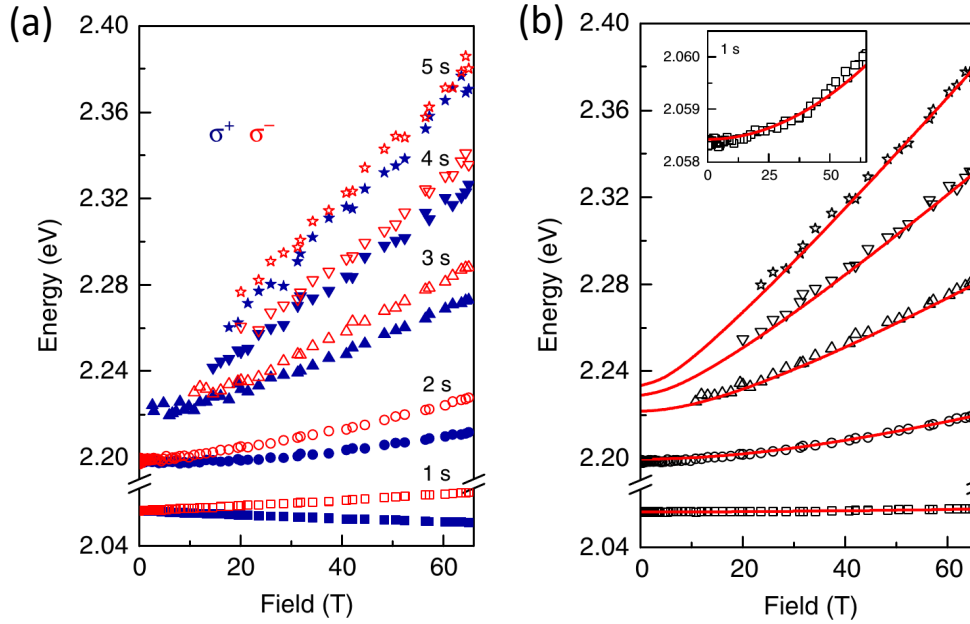 (a)
2.40
2.36
2.32
2.28
2.24
2.20
2.04
Energy (eV)
σ+ σ−
5 s
4 s
3 s
2 s
1 s
0 20 40 60
Field (T)
(b)
2.40
2.36
2.32
2.28
2.24
2.20
2.04
Energy (eV)
1 s
2.060
2.059
2.058
0 25 50
0 20 40 60
Field (T)